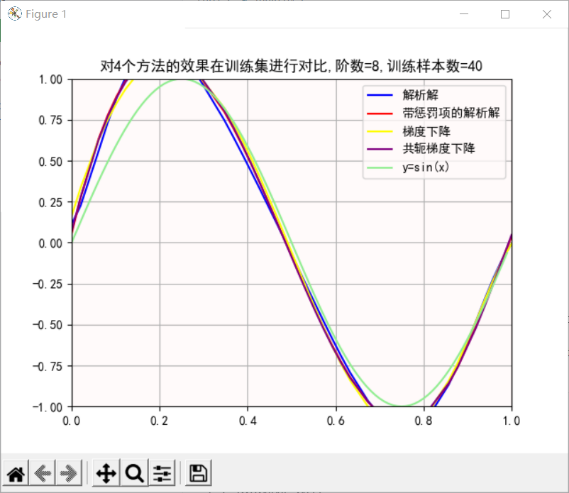 Figure 1
对4个方法的效果在训练集进行对比,阶数=8,训练样本数=40
1.00
0.75
0.50
0.25
0.00
−0.25
−0.50
−0.75
−1.00
0.0
0.2
0.4
0.6
0.8
1.0
解析解
带惩罚项的解析解
梯度下降
共轭梯度下降
y=sin(x)